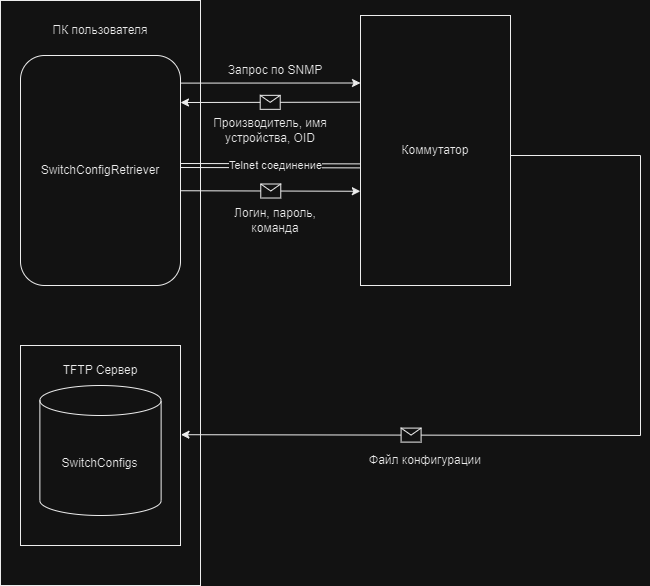 ПК пользователя
SwitchConfigRetriever
Запрос по SNMP
Производитель, имя
устройства, OID
Telnet соединение
Логин, пароль,
команда
Коммутатор
TFTP Сервер
SwitchConfigs
Файл конфигурации